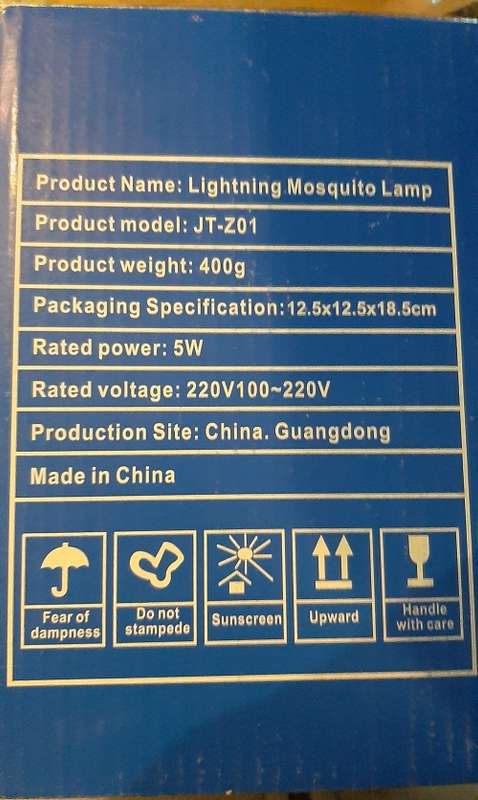 Product Name: Lightning Mosquito Lamp
Product model: JT-Z01
Product weight: 400g
Packaging Specification: 12.5x12.5x18.5cm
Rated power: 5W
Rated voltage: 220V100~220V
Production Site: China. Guangdong
Made in China
Fear of
dampness
Do not
stampede
Sunscreen
Upward
Handle
with care